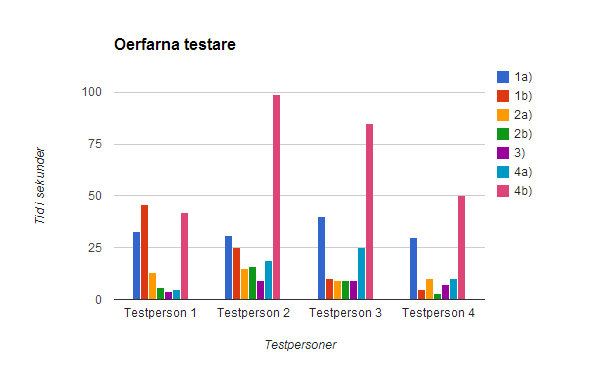 Oerfarna testare
Tid i sekunder
100
75
50
25
0
Testperson 1
Testperson 2
Testperson 3
Testperson 4
Testpersoner
1a)
1b)
2a)
2b)
3)
4a)
4b)